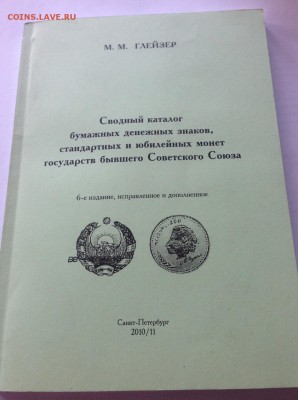 COINS.LAVE.RU
М. М. ГЛЕЙЗЕР
Сводный каталог
бумажных денежных знаков,
стандартных и юбилейных монет
государств бывшего Советского Союза
6-е издание, исправленное и дополненное
Санкт-Петербург
2010/11